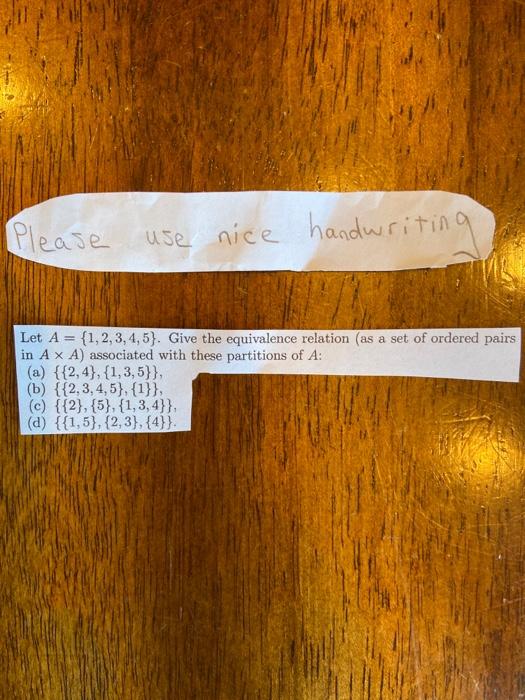 Please use nice handwriting
Let A = {1, 2, 3, 4, 5}. Give the equivalence relation (as a set of ordered pairs
in A × A) associated with these partitions of A:
(a) {{2, 4}, {1, 3, 5}},
(b) {{2, 3, 4, 5}, {1}},
(c) {{2}, {5}, {1, 3, 4}},
(d) {{1, 5}, {2, 3}, {4}}.